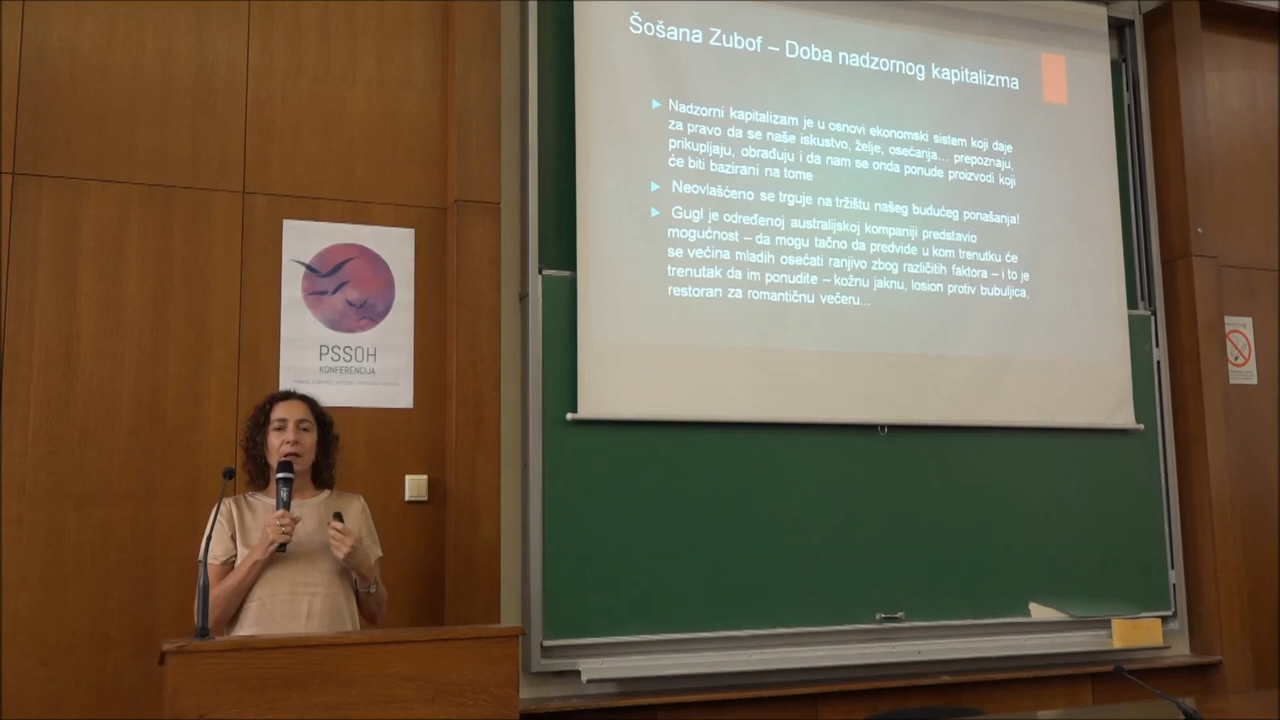 Šošana Zubof – Doba nadzornog kapitalizma
Nadzorni kapitalizam je u osnovi ekonomski sistem koji daje
za pravo da se naše iskustvo, želje, osećanja... prepoznaju,
prikupljaju, obrađuju i da nam se onda ponude proizvodi koji
će biti bazirani na tome
Neovlašćeno se trguje na tržištu našeg budućeg ponašanja!
Gugl je određenoj australijskoj kompaniji predstavio
mogućnost – da mogu tačno da predvide u kom trenutku će
se većina mladih osećati ranjivo zbog različitih faktora – i to je
trenutak da im ponudite – kožnu jaknu, losion protiv bubuljica,
restoran za romantičnu večeru...
PSSOH
KONFERENCIJA